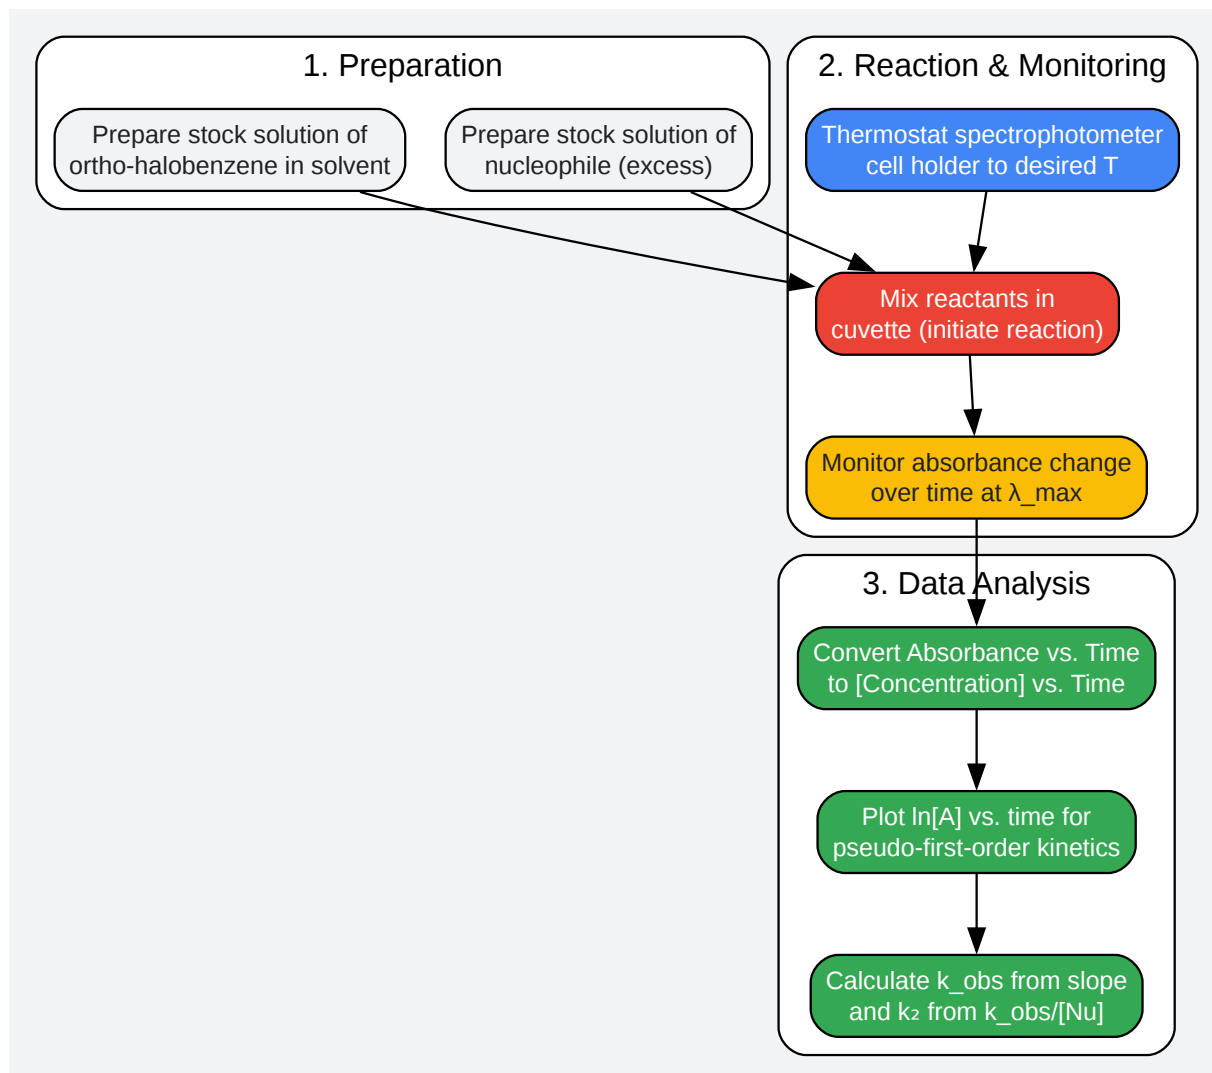 1. Preparation
Prepare stock solution of
ortho-halobenzene in solvent
Prepare stock solution of
nucleophile (excess)
2. Reaction & Monitoring
Thermostat spectrophotometer
cell holder to desired T
Mix reactants in
cuvette (initiate reaction)
Monitor absorbance change
over time at λ_max
3. Data Analysis
Convert Absorbance vs. Time
to [Concentration] vs. Time
Plot ln[A] vs. time for
pseudo-first-order kinetics
Calculate k_obs from slope
and k₂ from k_obs/[Nu]